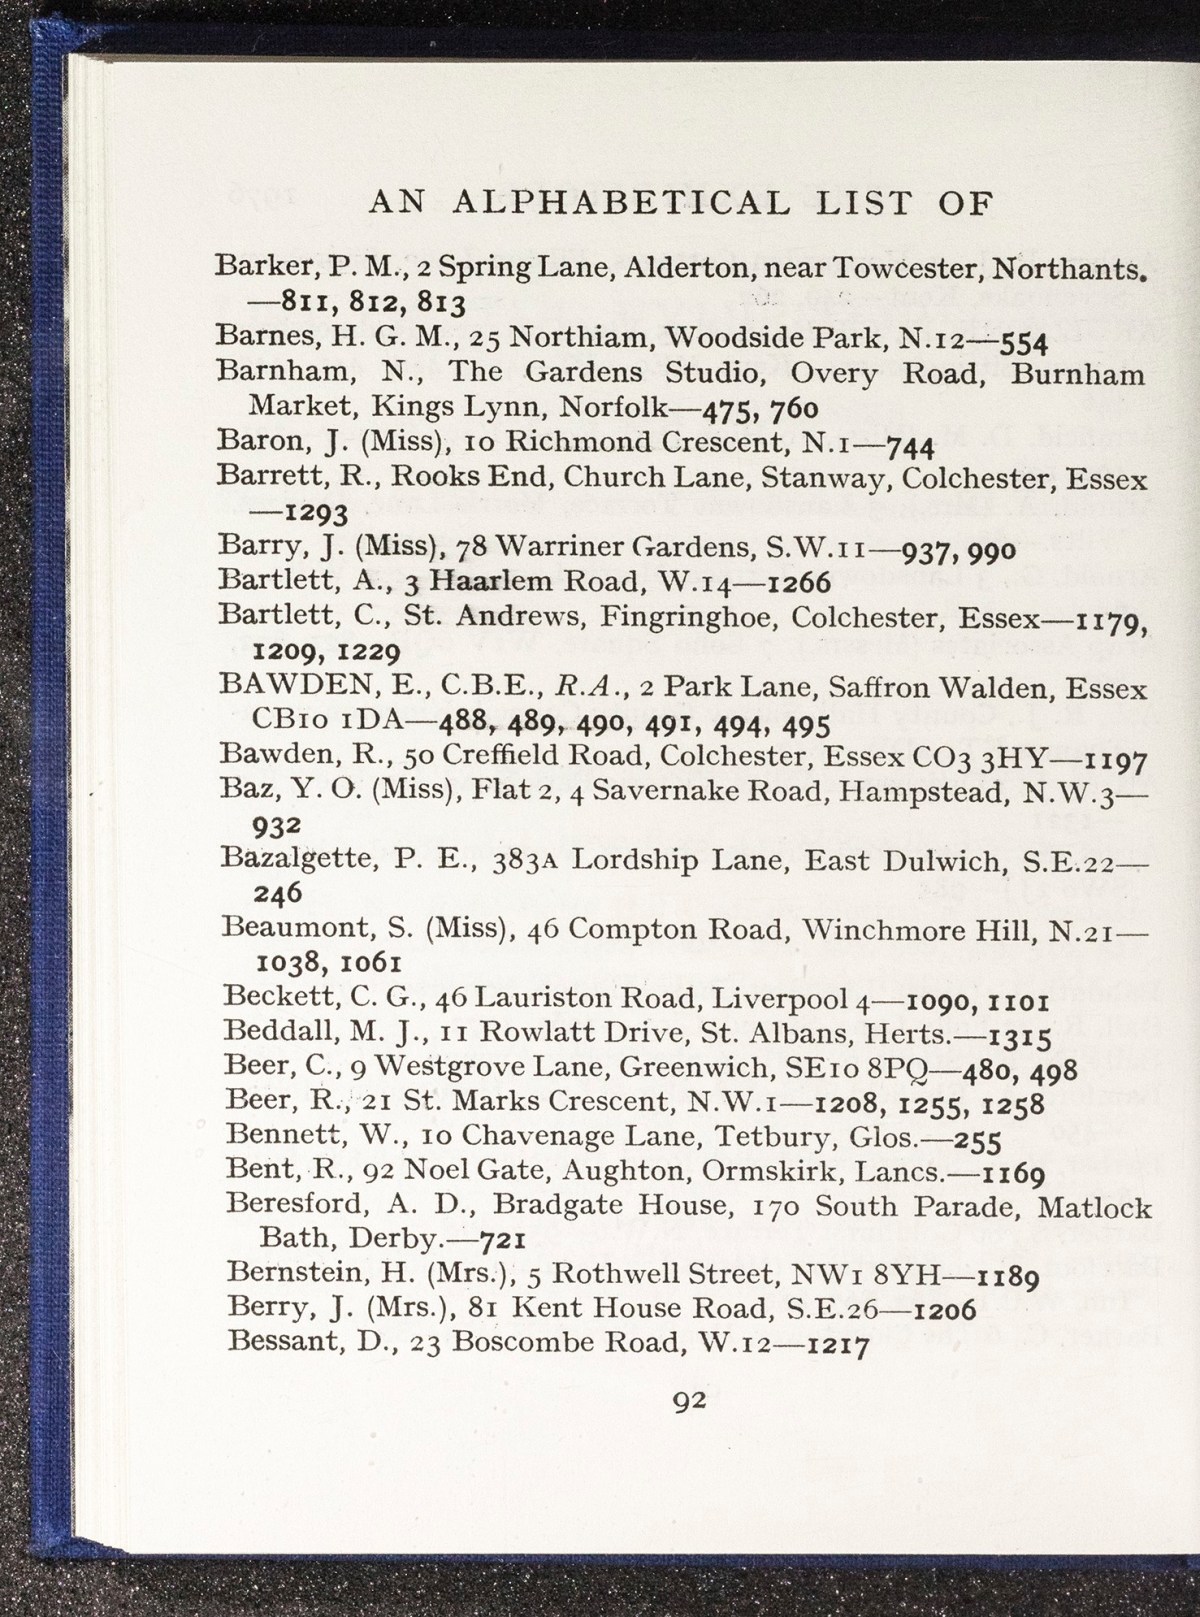 AN ALPHABETICAL LIST OF
Barker, P. M., 2 Spring Lane, Alderton, near Towcester, Northants.
—811, 812, 813
Barnes, H. G. M., 25 Northiam, Woodside Park, N.12—554
Barnham, N., The Gardens Studio, Overy Road, Burnham
Market, Kings Lynn, Norfolk—475, 760
Baron, J. (Miss), 10 Richmond Crescent, N.1—744
Barrett, R., Rooks End, Church Lane, Stanway, Colchester, Essex
—1293
Barry, J. (Miss), 78 Warriner Gardens, S.W.11—937, 990
Bartlett, A., 3 Haarlem Road, W.14—1266
Bartlett, C., St. Andrews, Fingringhoe, Colchester, Essex—1179,
1209, 1229
BAWDEN, E., C.B.E., R.A., 2 Park Lane, Saffron Walden, Essex
CB10 1DA—488, 489, 490, 491, 494, 495
Bawden, R., 50 Creffield Road, Colchester, Essex CO3 3HY—1197
Baz, Y. O. (Miss), Flat 2, 4 Savernake Road, Hampstead, N.W.3—
932
Bazalgette, P. E., 383A Lordship Lane, East Dulwich, S.E.22—
246
Beaumont, S. (Miss), 46 Compton Road, Winchmore Hill, N.21—
1038, 1061
Beckett, C. G., 46 Lauriston Road, Liverpool 4—1090, 1101
Beddall, M. J., 11 Rowlatt Drive, St. Albans, Herts.—1315
Beer, C., 9 Westgrove Lane, Greenwich, SE10 8PQ—480, 498
Beer, R., 21 St. Marks Crescent, N.W.1—1208, 1255, 1258
Bennett, W., 10 Chavenage Lane, Tetbury, Glos.—255
Bent, R., 92 Noel Gate, Aughton, Ormskirk, Lancs.—1169
Beresford, A. D., Bradgate House, 170 South Parade, Matlock
Bath, Derby.—721
Bernstein, H. (Mrs.), 5 Rothwell Street, NW1 8YH—1189
Berry, J. (Mrs.), 81 Kent House Road, S.E.26—1206
Bessant, D., 23 Boscombe Road, W.12—1217
92